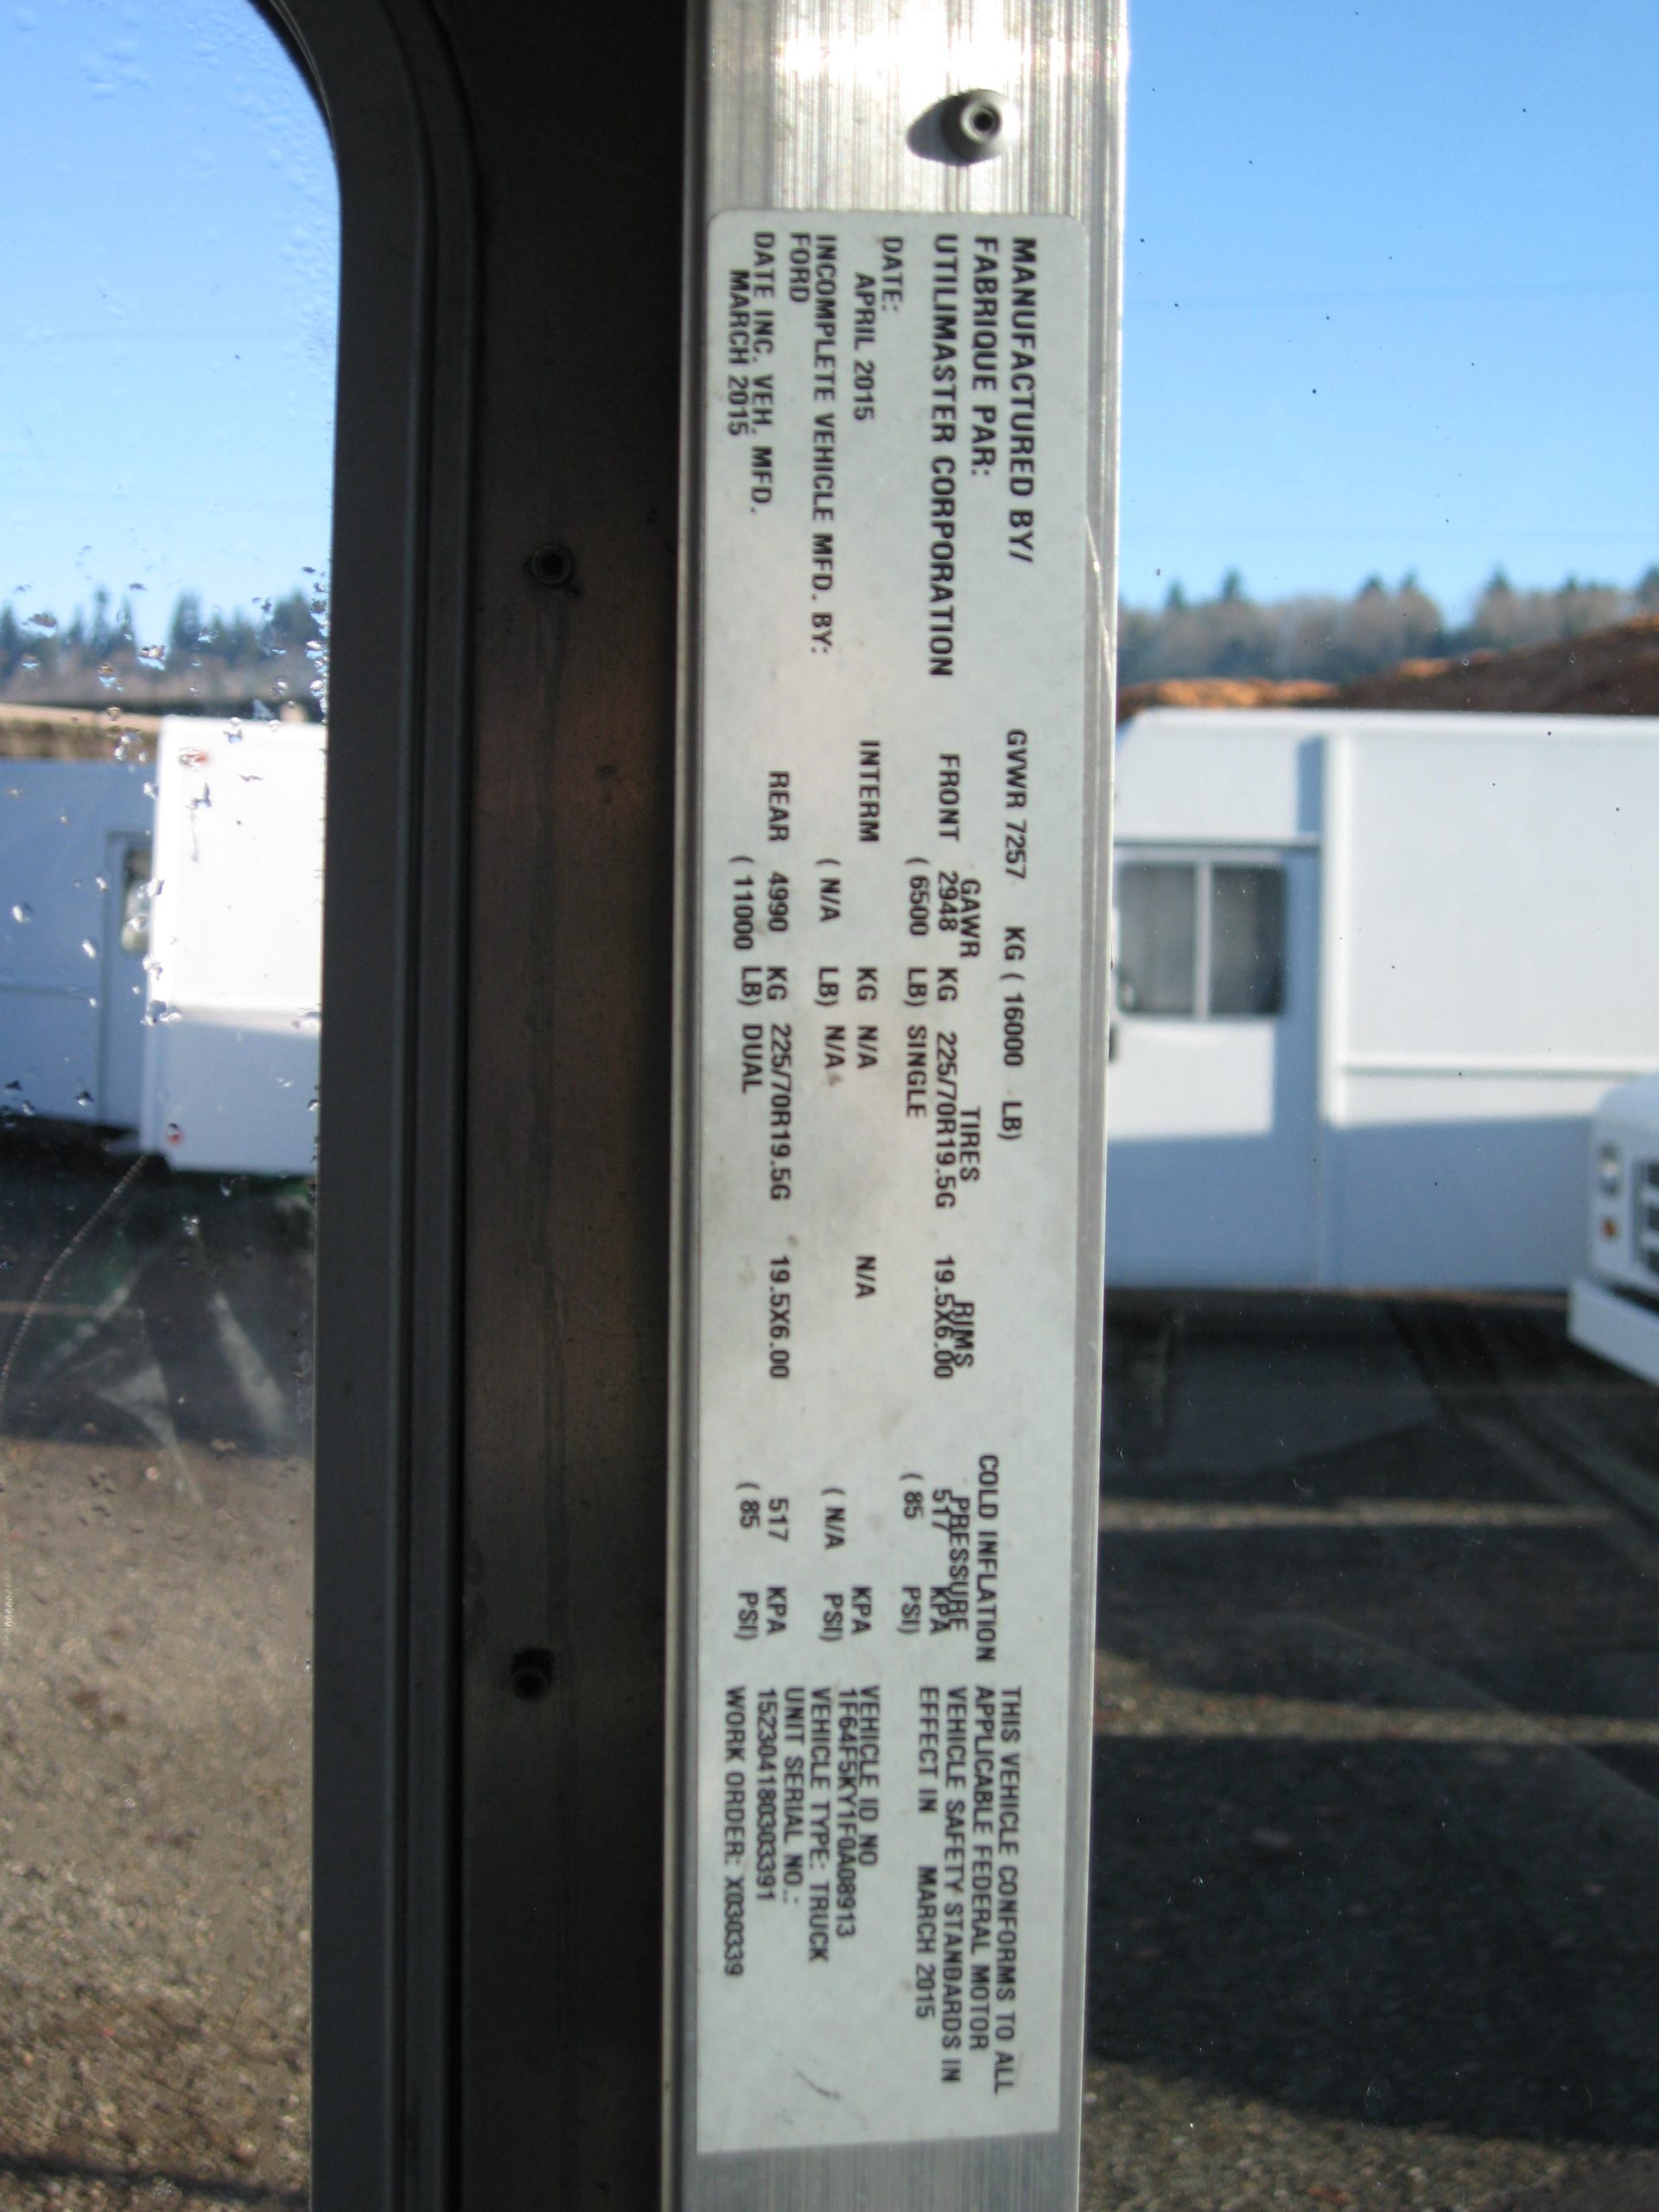 MANUFACTURED BY/
FABRIQUE PAR:
UTILIMASTER CORPORATION
DATE:
APRIL 2015
INCOMPLETE VEHICLE MFD. BY:
FORD
DATE INC. VEH. MFD.
MARCH 2015
GVWR 7257 KG ( 16000 LB)
GAWR TIRES RIMS COLD INFLATION PRESSURE
FRONT 2948 KG 225/70R19.5G 19.5X6.00 517 KPA
( 6500 LB) SINGLE ( 85 PSI)
INTERM KG N/A N/A KPA
( N/A LB) N/A ( N/A PSI)
REAR 4990 KG 225/70R19.5G 19.5X6.00 517 KPA
( 11000 LB) DUAL ( 85 PSI)
THIS VEHICLE CONFORMS TO ALL
APPLICABLE FEDERAL MOTOR
VEHICLE SAFETY STANDARDS IN
EFFECT IN MARCH 2015
VEHICLE ID NO
1F64F5KY1F0A08913
VEHICLE TYPE: TRUCK
UNIT SERIAL NO.:
152304180303391
WORK ORDER: X030339